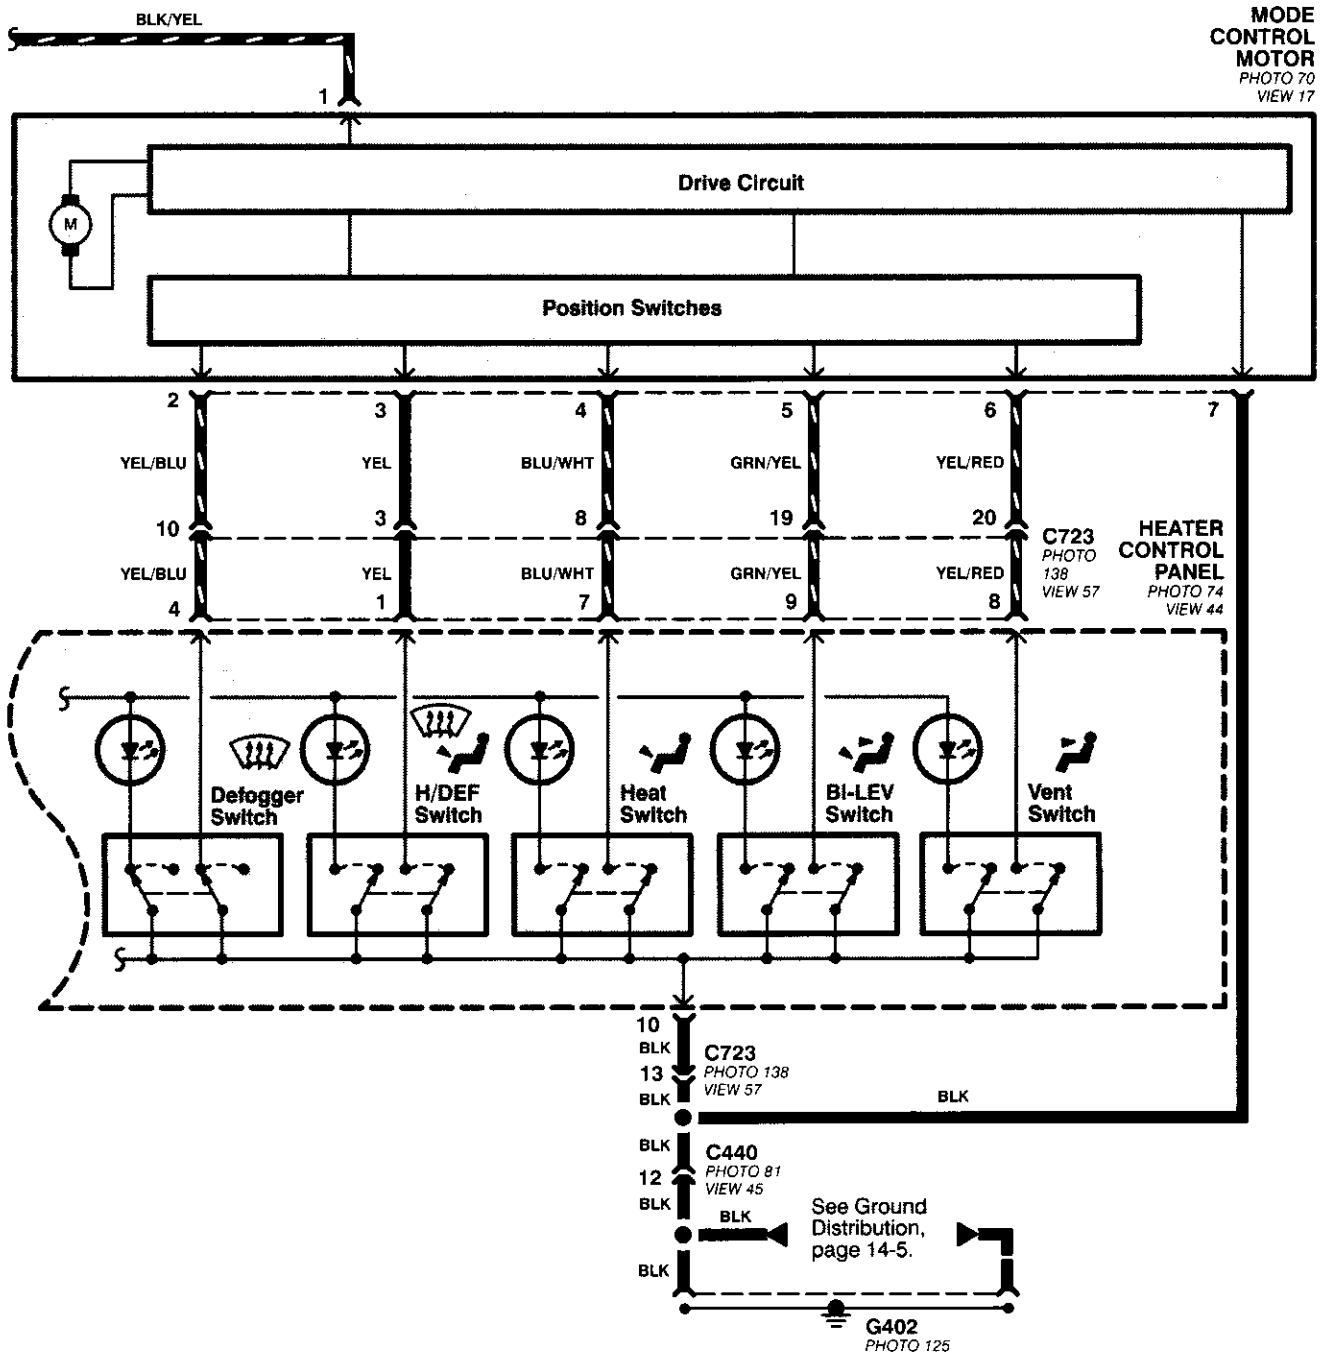 BLK/YEL
MODE
CONTROL
MOTOR
PHOTO 70
VIEW 17
1
Drive Circuit
M
Position Switches
2 3 4 5 6 7
YEL/BLU YEL BLU/WHT GRN/YEL YEL/RED
10 3 8 19 20
C723
PHOTO
138
VIEW 57
HEATER
CONTROL
PANEL
PHOTO 74
VIEW 44
YEL/BLU YEL BLU/WHT GRN/YEL YEL/RED
4 1 7 9 8
Defogger
Switch
H/DEF
Switch
Heat
Switch
BI-LEV
Switch
Vent
Switch
10
BLK
C723
PHOTO 138
VIEW 57
13
BLK
BLK
BLK
C440
PHOTO 81
VIEW 45
12
BLK
BLK
See Ground
Distribution,
page 14-5.
BLK
G402
PHOTO 125